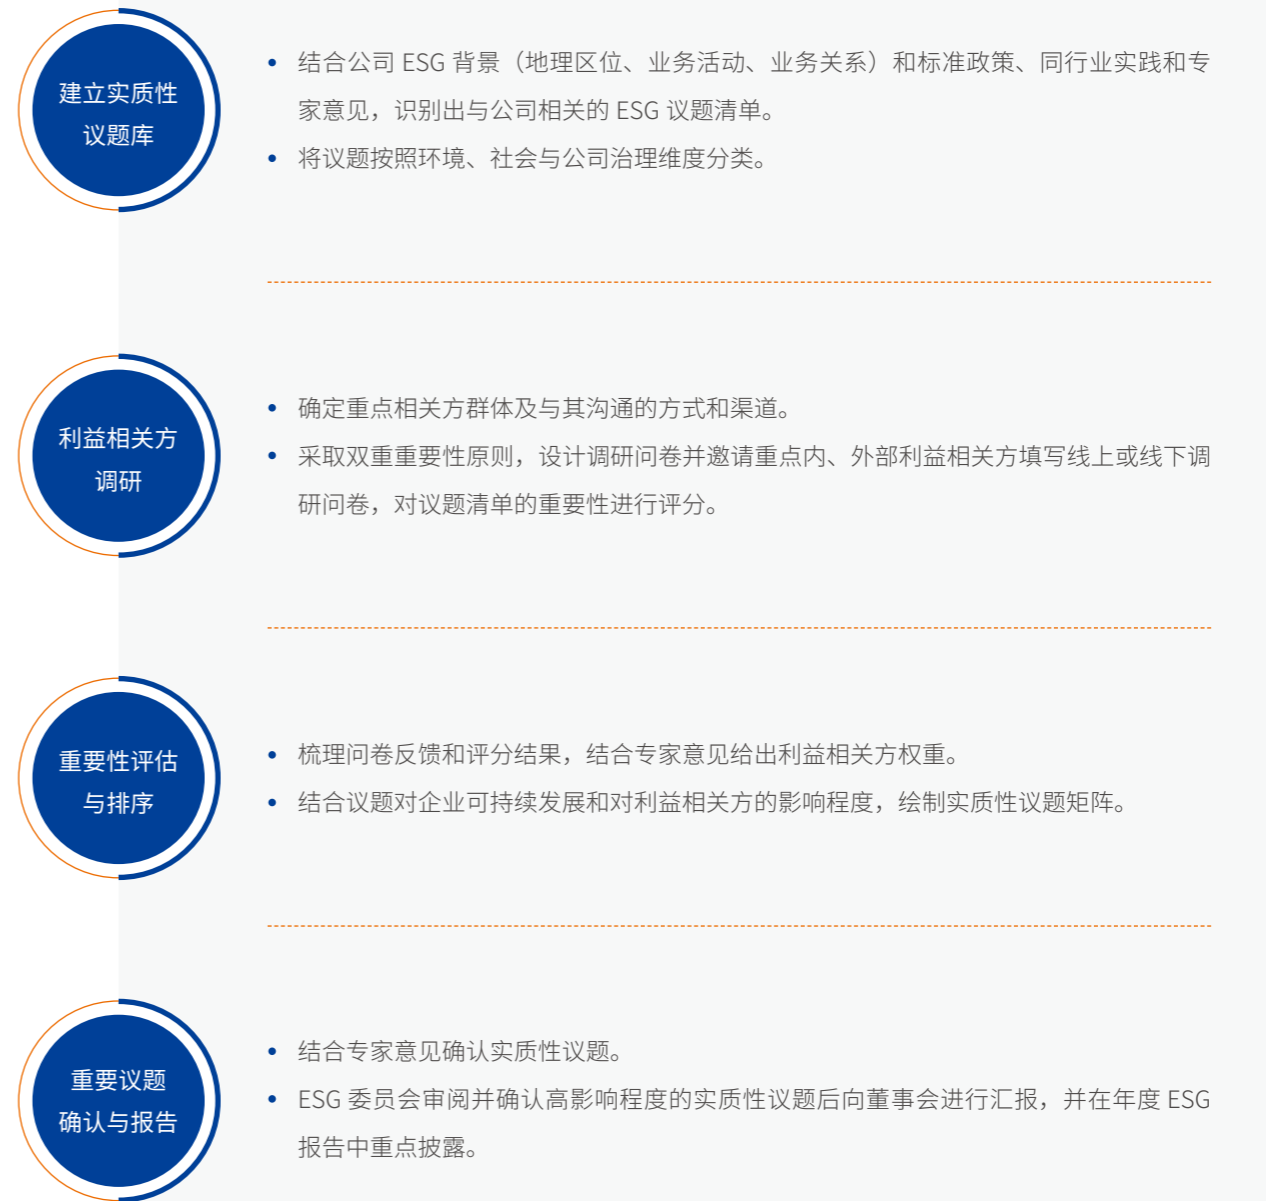 建立实质性
议题库
• 结合公司 ESG 背景（地理区位、业务活动、业务关系）和标准政策、同行业实践和专
家意见，识别出与公司相关的 ESG 议题清单。
• 将议题按照环境、社会与公司治理维度分类。
利益相关方
调研
• 确定重点相关方群体及与其沟通的方式和渠道。
• 采取双重重要性原则，设计调研问卷并邀请重点内、外部利益相关方填写线上或线下调
研问卷，对议题清单的重要性进行评分。
重要性评估
与排序
• 梳理问卷反馈和评分结果，结合专家意见给出利益相关方权重。
• 结合议题对企业可持续发展和对利益相关方的影响程度，绘制实质性议题矩阵。
重要议题
确认与报告
• 结合专家意见确认实质性议题。
• ESG 委员会审阅并确认高影响程度的实质性议题后向董事会进行汇报，并在年度 ESG
报告中重点披露。